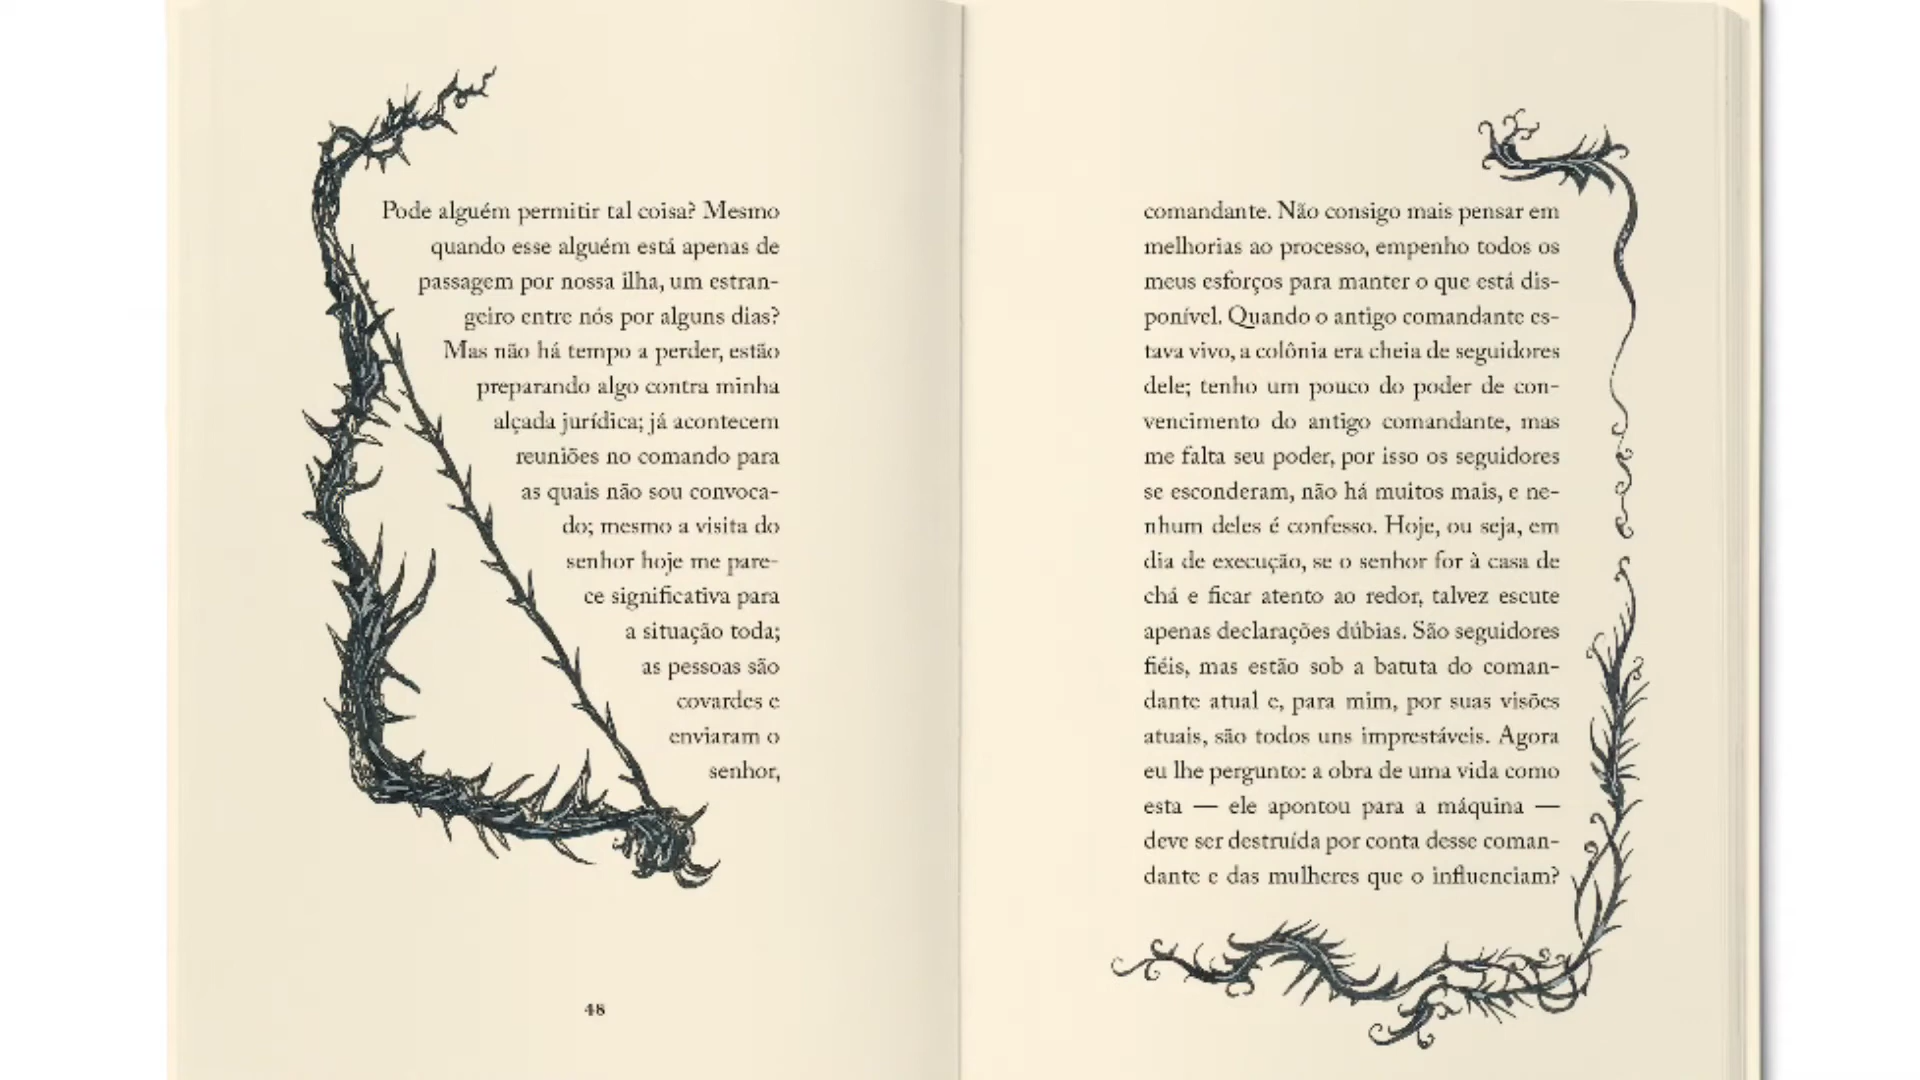 Pode alguém permitir tal coisa? Mesmo
quando esse alguém está apenas de
passagem por nossa ilha, um estran-
geiro entre nós por alguns dias?
Mas não há tempo a perder, estão
preparando algo contra minha
alçada jurídica; já acontecem
reuniões no comando para
as quais não sou convoca-
do; mesmo a visita do
senhor hoje me pare-
ce significativa para
a situação toda;
as pessoas são
covardes e
enviaram o
senhor,
48
comandante. Não consigo mais pensar em
melhorias ao processo, empenho todos os
meus esforços para manter o que está dis-
ponível. Quando o antigo comandante es-
tava vivo, a colônia era cheia de seguidores
dele; tenho um pouco do poder de con-
vencimento do antigo comandante, mas
me falta seu poder, por isso os seguidores
se esconderam, não há muitos mais, e ne-
nhum deles é confesso. Hoje, ou seja, em
dia de execução, se o senhor for à casa de
chá e ficar atento ao redor, talvez escute
apenas declarações dúbias. São seguidores
fiéis, mas estão sob a batuta do coman-
dante atual e, para mim, por suas visões
atuais, são todos uns imprestáveis. Agora
eu lhe pergunto: a obra de uma vida como
esta — ele apontou para a máquina —
deve ser destruída por conta desse coman-
dante e das mulheres que o influenciam?